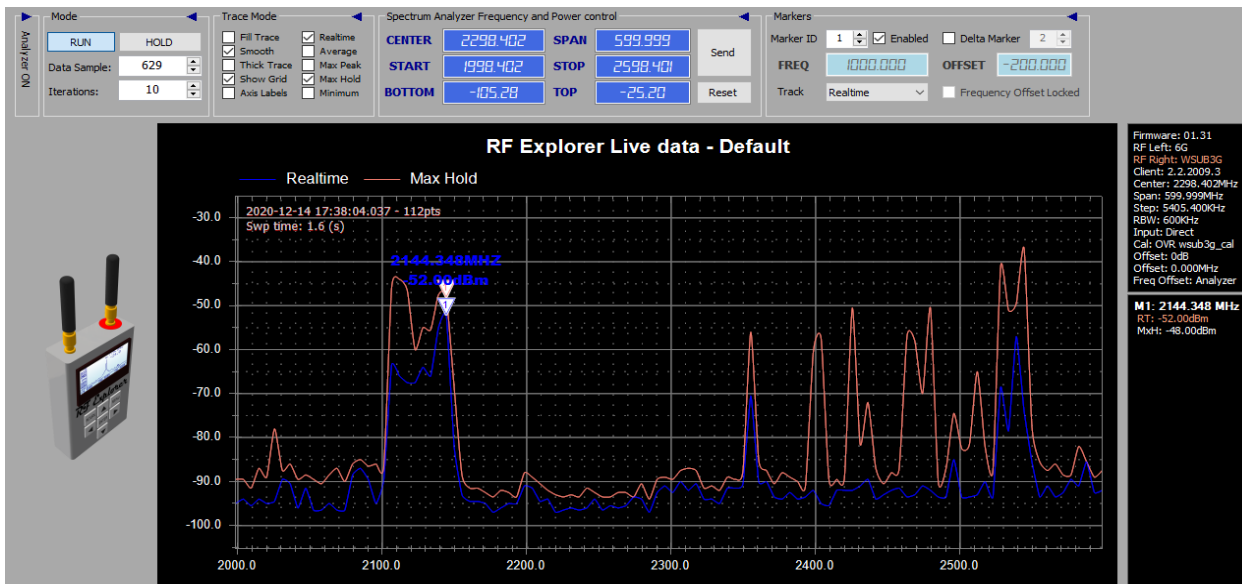 Mode
RUN HOLD
Data Sample: 629
Iterations: 10
Analyzer ON
Trace Mode
Fill Trace Realtime
Smooth Average
Thick Trace Max Peak
Show Grid Max Hold
Axis Labels Minimum
Spectrum Analyzer Frequency and Power control
CENTER 2298.402 SPAN 599.999 Send
START 1998.402 STOP 2598.401
BOTTOM -105.28 TOP -25.20 Reset
Markers
Marker ID 1 Enabled Delta Marker 2
FREQ 1000.000 OFFSET -200.000
Track Realtime Frequency Offset Locked
RF Explorer Live data - Default
Realtime Max Hold
2020-12-14 17:38:04.037 - 112pts
Swp time: 1.6 (s)
2144.348MHZ
-52.00dBm
1
-30.0
-40.0
-50.0
-60.0
-70.0
-80.0
-90.0
-100.0
2000.0 2100.0 2200.0 2300.0 2400.0 2500.0
RF Explorer
Firmware: 01.31
RF Left: 6G
RF Right: WSUB3G
Client: 2.2.2009.3
Center: 2298.402MHz
Span: 599.999MHz
Step: 5405.400KHz
RBW: 600KHz
Input: Direct
Cal: OVR wsub3g_cal
Offset: 0dB
Offset: 0.000MHz
Freq Offset: Analyzer
M1: 2144.348 MHz
RT: -52.00dBm
MxH: -48.00dBm